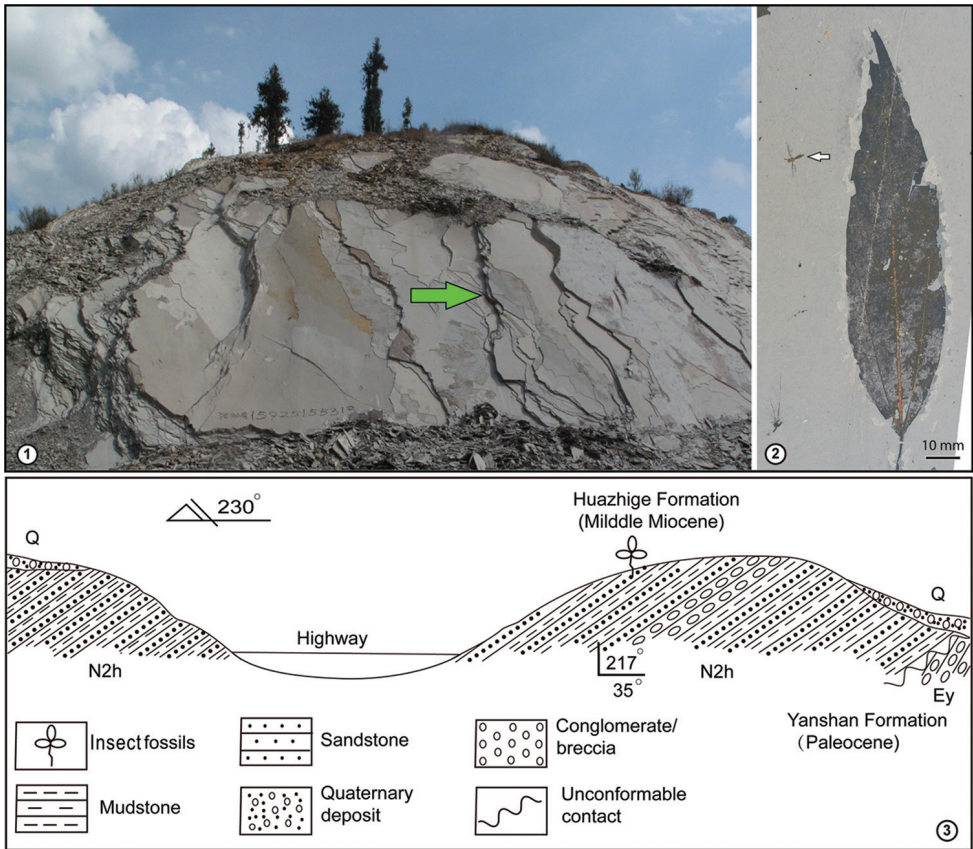 15925155312
1
2
10 mm
230°
Huazhige Formation
(Milddle Miocene)
Q
Q
Highway
N2h
217°
35°
N2h
Ey
Yanshan Formation
(Paleocene)
Insect fossils
Sandstone
Conglomerate/
breccia
Mudstone
Quaternary
deposit
Unconformable
contact
3